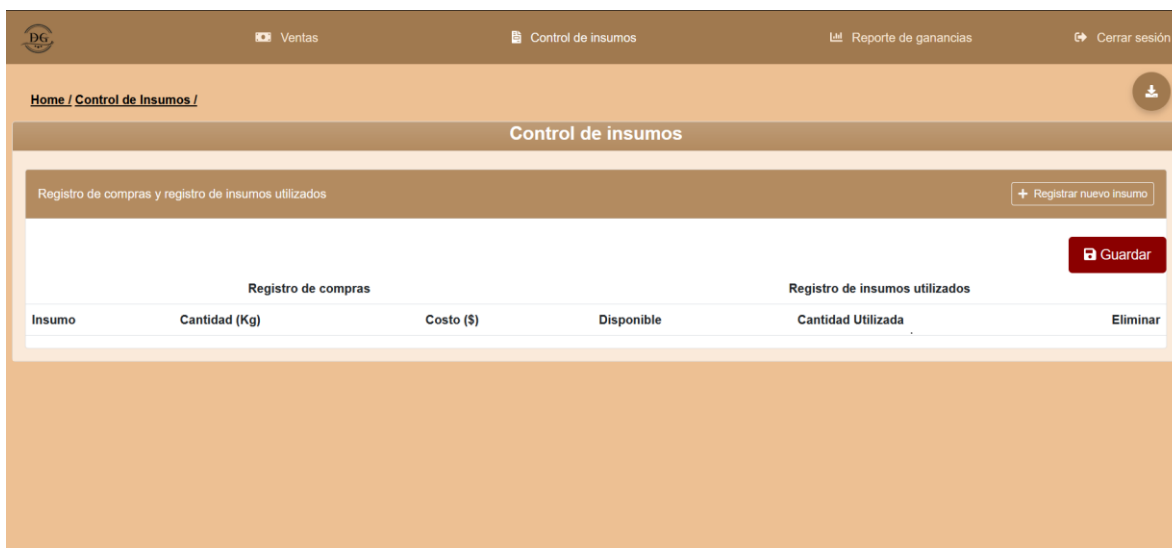 DG
Ventas
Control de insumos
Reporte de ganancias
Cerrar sesión
Home / Control de Insumos /
Control de insumos
Registro de compras y registro de insumos utilizados
+ Registrar nuevo insumo
Guardar
Registro de compras
Registro de insumos utilizados
Insumo
Cantidad (Kg)
Costo ($)
Disponible
Cantidad Utilizada
Eliminar